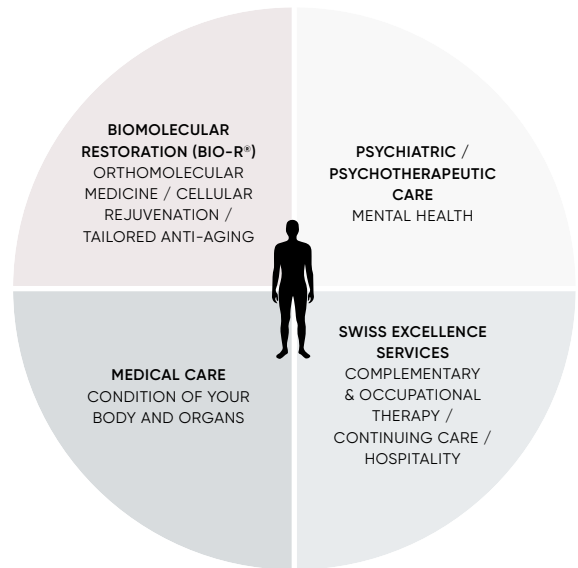 BIOMOLECULAR
RESTORATION (BIO-R®)
ORTHOMOLECULAR
MEDICINE / CELLULAR
REJUVENATION /
TAILORED ANTI-AGING
PSYCHIATRIC /
PSYCHOTHERAPEUTIC
CARE
MENTAL HEALTH
MEDICAL CARE
CONDITION OF YOUR
BODY AND ORGANS
SWISS EXCELLENCE
SERVICES
COMPLEMENTARY
& OCCUPATIONAL
THERAPY /
CONTINUING CARE /
HOSPITALITY